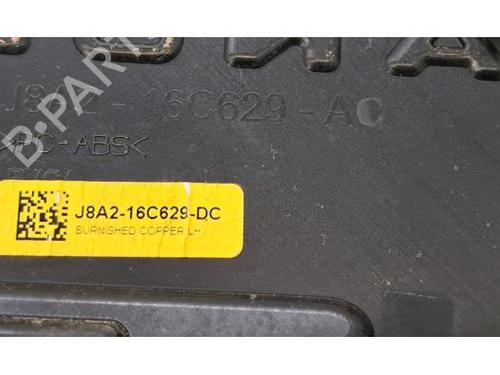 J8A2-16C629-AC
>PC-ABS<
J8A2-16C629-DC
BURNISHED COPPER LH
B-PARTS